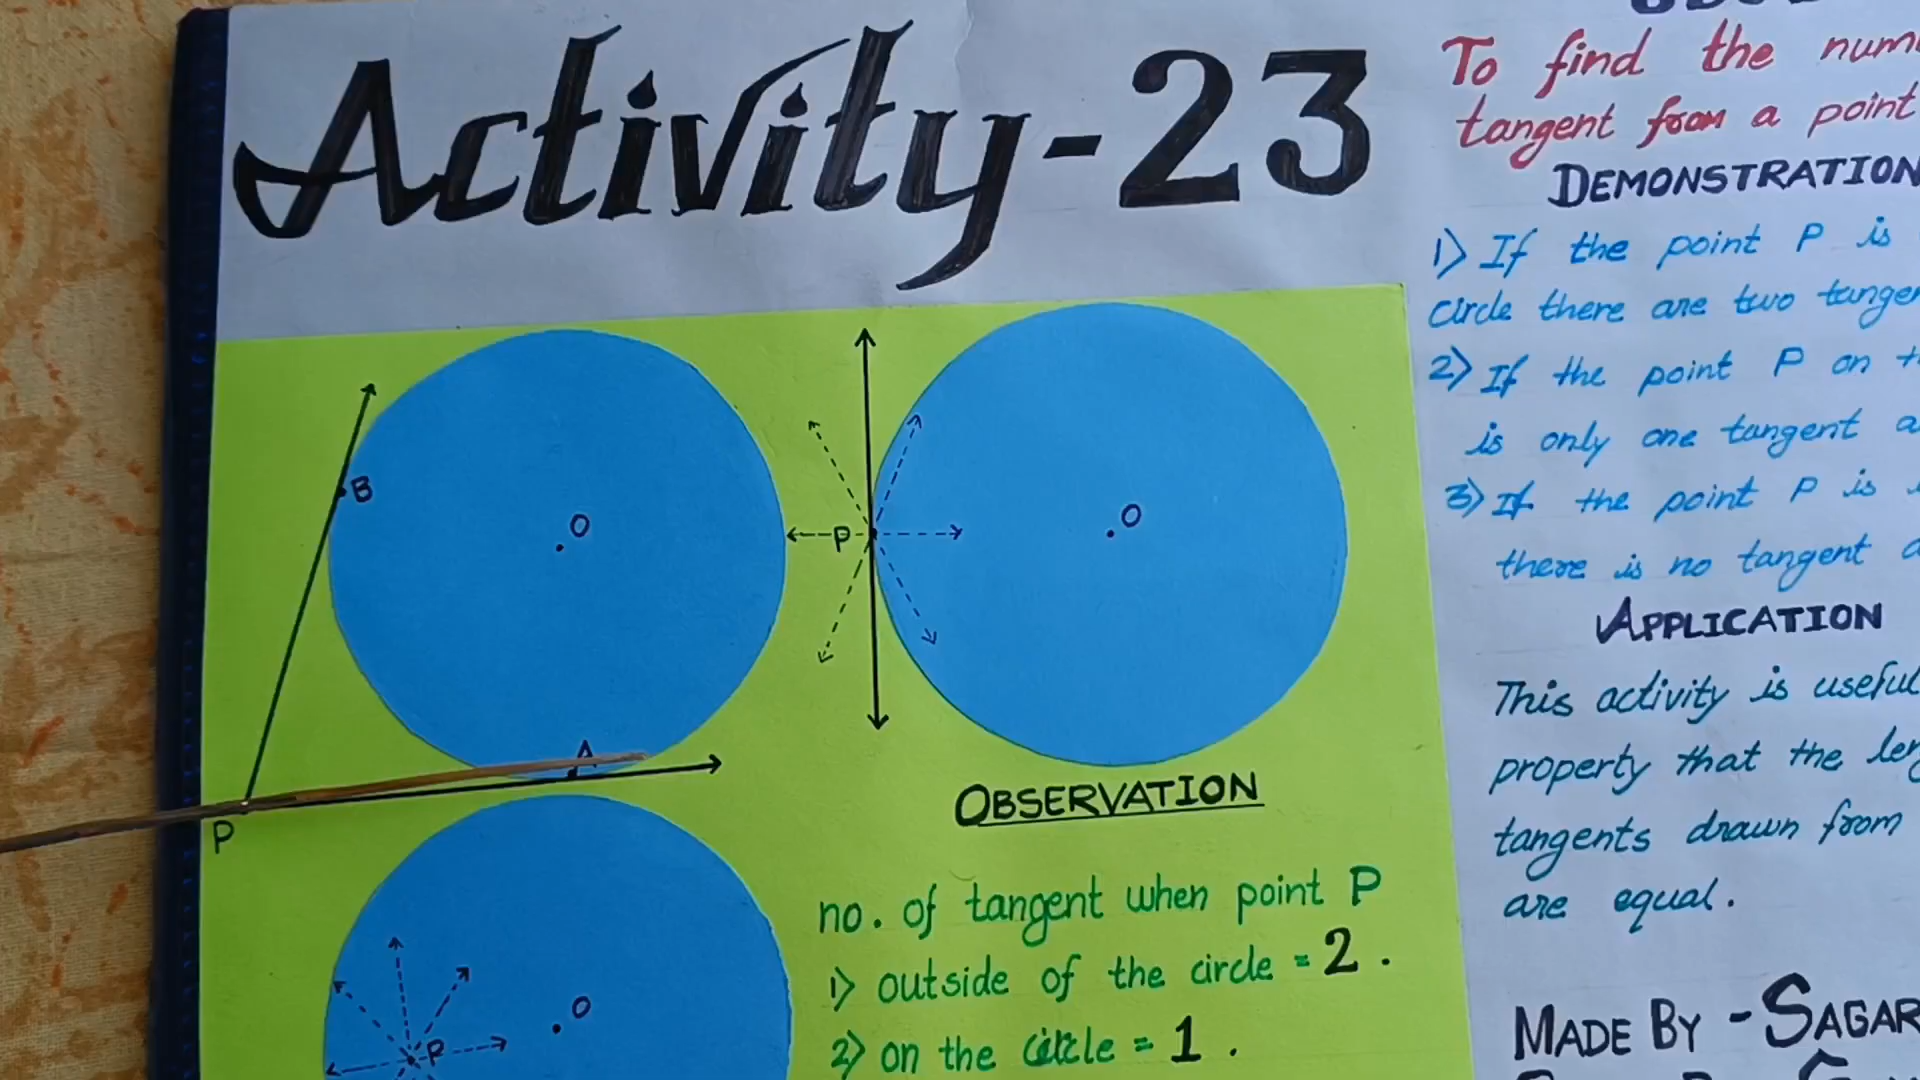 Activity-23
To find the num
tangent from a point
DEMONSTRATION
1) If the point P is
circle there are two tangen
2) If the point P on th
is only one tangent a
3) If the point P is i
there is no tangent
APPLICATION
This activity is useful
property that the len
tangents drawn from
are equal.
MADE BY - SAGAR
B
O
A
P
P
O
O
P
OBSERVATION
no. of tangent when point P
1) outside of the circle = 2 .
2) on the circle = 1 .